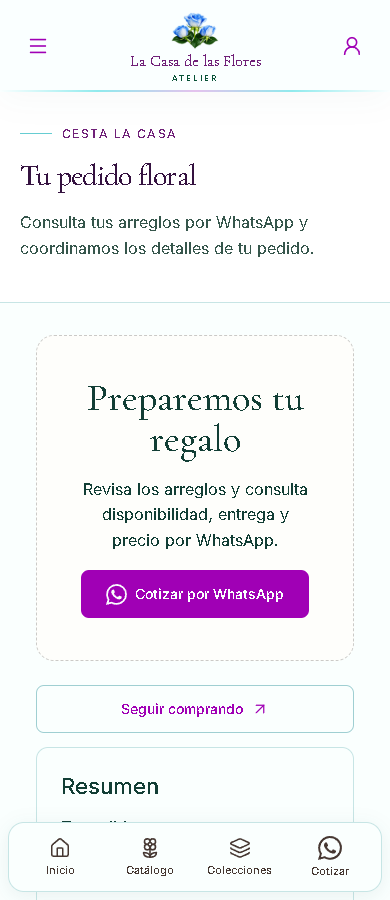 La Casa de las Flores
ATELIER
CESTA LA CASA
Tu pedido floral
Consulta tus arreglos por WhatsApp y
coordinamos los detalles de tu pedido.
Preparemos tu
regalo
Revisa los arreglos y consulta
disponibilidad, entrega y
precio por WhatsApp.
Cotizar por WhatsApp
Seguir comprando
Resumen
Inicio
Catálogo
Colecciones
Cotizar